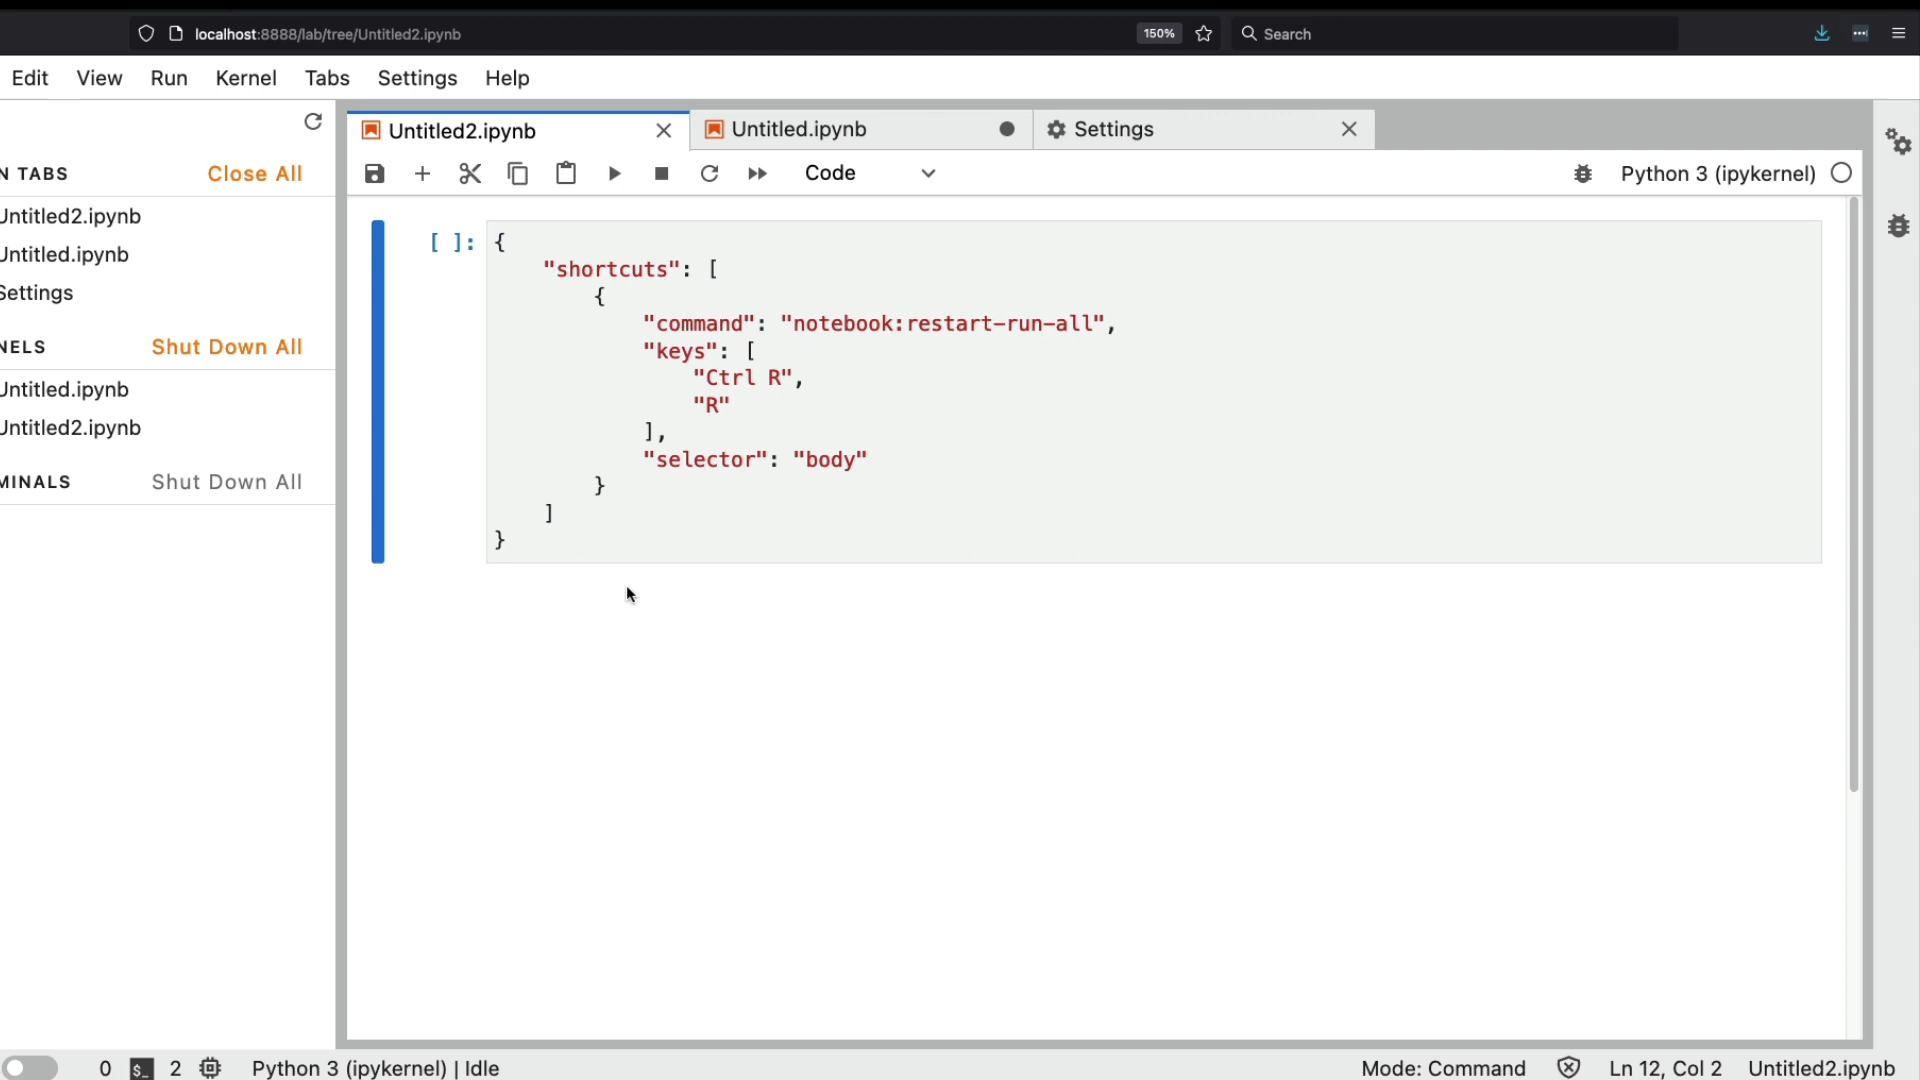 localhost:8888/lab/tree/Untitled2.ipynb 150% Search
Edit View Run Kernel Tabs Settings Help
Untitled2.ipynb Untitled.ipynb Settings
N TABS Close All
Code Python 3 (ipykernel)
Untitled2.ipynb
Untitled.ipynb
Settings
NELS Shut Down All
Untitled.ipynb
Untitled2.ipynb
MINALS Shut Down All
[ ]: {
"shortcuts": [
{
"command": "notebook:restart-run-all",
"keys": [
"Ctrl R",
"R"
],
"selector": "body"
}
]
}
0 $_ 2 Python 3 (ipykernel) | Idle Mode: Command Ln 12, Col 2 Untitled2.ipynb